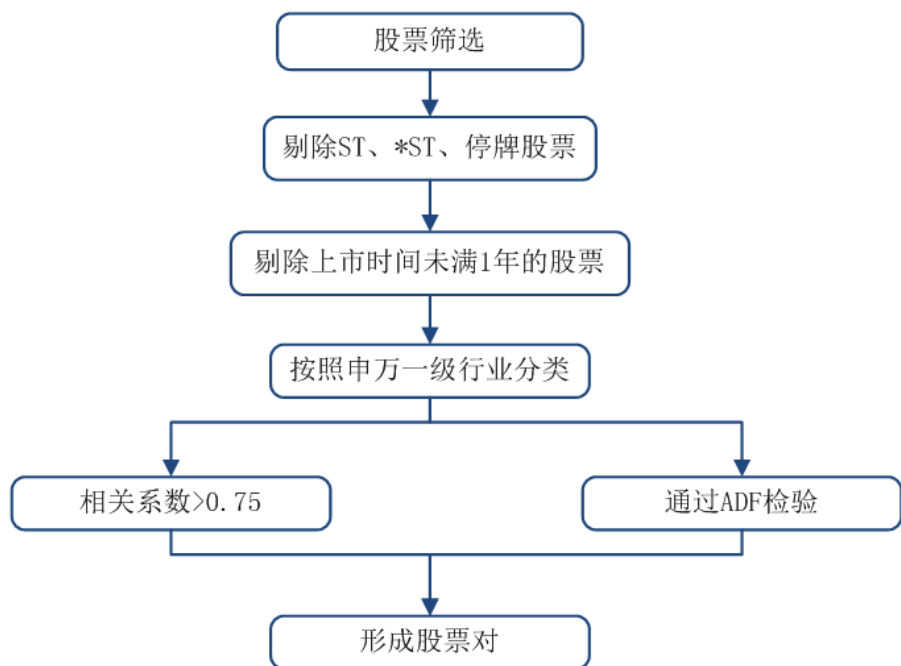 股票筛选
剔除ST、*ST、停牌股票
剔除上市时间未满1年的股票
按照申万一级行业分类
相关系数>0.75
通过ADF检验
形成股票对